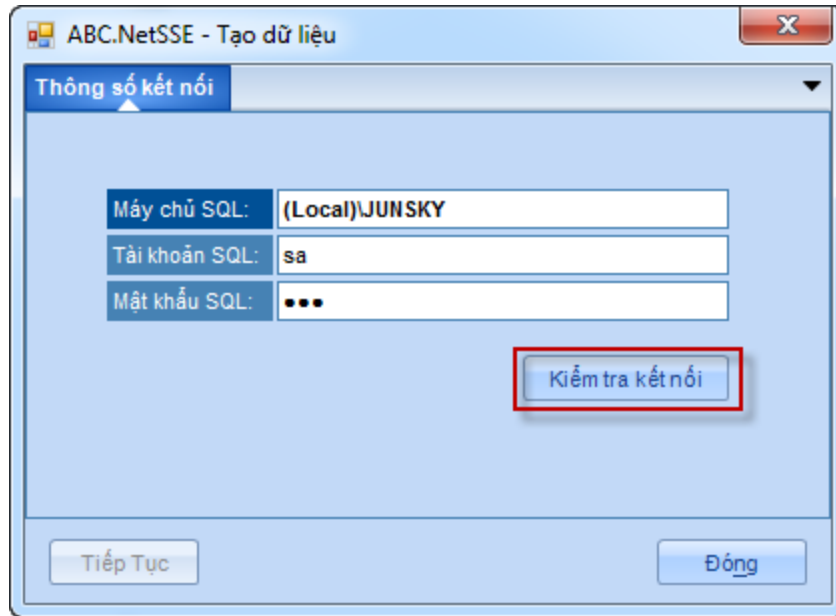 ABC.NetSSE - Tạo dữ liệu
Thông số kết nối
Máy chủ SQL: (Local)\JUNSKY
Tài khoản SQL: sa
Mật khẩu SQL: •••
Kiểm tra kết nối
Tiếp Tục Đóng